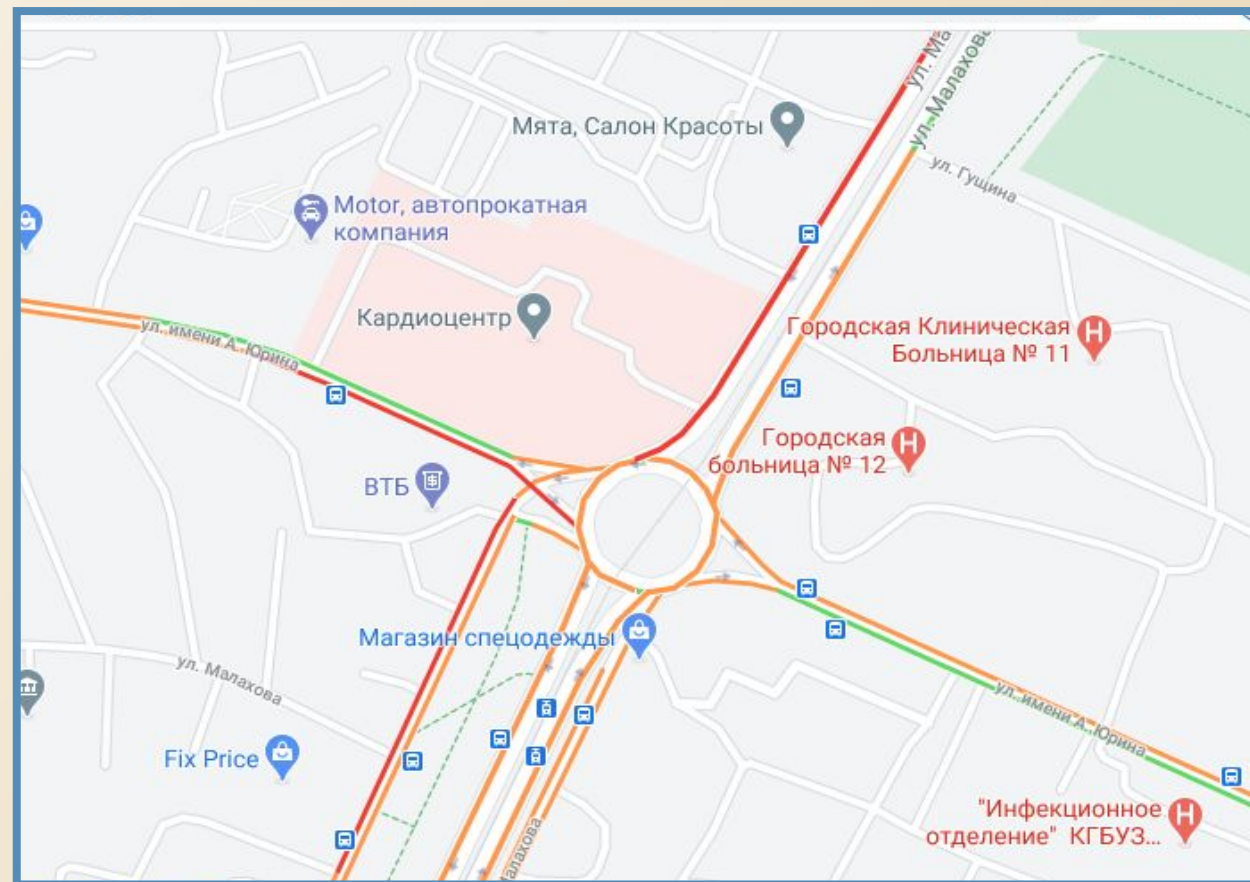 ул. Ма
ул. Малахова
Мята, Салон Красоты
ул. Гущина
Motor, автопрокатная
компания
Кардиоцентр
ул. имени А. Юрина
Городская Клиническая
Больница № 11
Городская
больница № 12
ВТБ
Магазин спецодежды
ул. Малахова
ул. имени А. Юрина
Fix Price
"Инфекционное
отделение" КГБУЗ...
Малахова